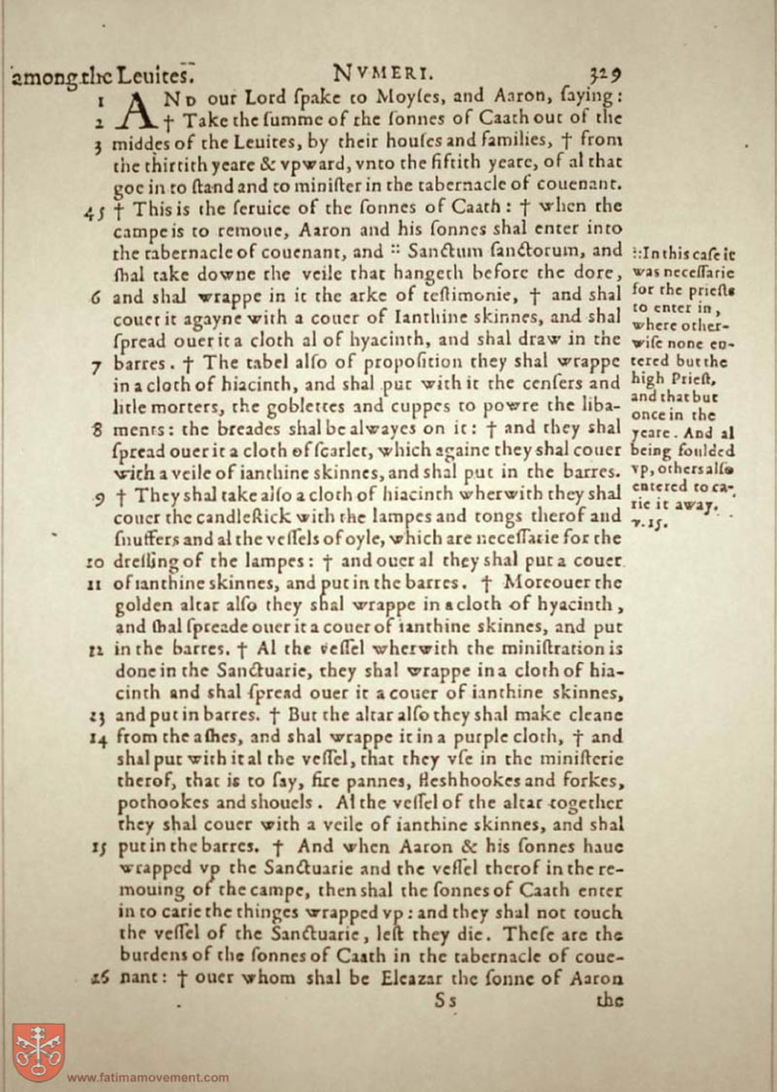 among the Leuites.
NVMERI.
329
1 AND our Lord spake to Moyses, and Aaron, saying:
2 † Take the summe of the sonnes of Caath out of the
3 middes of the Leuites, by their houses and families, † from
the thirtith yeare & vpward, vnto the fiftith yeare, of al that
goe in to stand and to minister in the tabernacle of couenant.
4 5 † This is the seruice of the sonnes of Caath: † when the
campe is to remoue, Aaron and his sonnes shal enter into
the tabernacle of couenant, and :: Sanctum sanctorum, and
shal take downe the veile that hangeth before the dore,
6 and shal wrappe in it the arke of testimonie, † and shal
couer it agayne with a couer of Ianthine skinnes, and shal
spread ouer it a cloth al of hyacinth, and shal draw in the
7 barres. † The tabel also of proposition they shal wrappe
in a cloth of hiacinth, and shal put with it the censers and
litle morters, the goblettes and cuppes to powre the liba-
8 ments: the breades shal be alwayes on it: † and they shal
spread ouer it a cloth of scarlet, which againe they shal couer
with a veile of ianthine skinnes, and shal put in the barres.
9 † They shal take also a cloth of hiacinth wherwith they shal
couer the candlestick with the lampes and tongs therof and
snuffers and al the vessels of oyle, which are necessarie for the
10 dressing of the lampes: † and ouer al they shal put a couer
11 of ianthine skinnes, and put in the barres. † Moreouer the
golden altar also they shal wrappe in a cloth of hyacinth,
and shal spreade ouer it a couer of ianthine skinnes, and put
12 in the barres. † Al the vessel wherwith the ministration is
done in the Sanctuarie, they shal wrappe in a cloth of hia-
cinth and shal spread ouer it a couer of ianthine skinnes,
13 and put in barres. † But the altar also they shal make cleane
14 from the ashes, and shal wrappe it in a purple cloth, † and
shal put with it al the vessel, that they vse in the ministerie
therof, that is to say, fire pannes, fleshhookes and forkes,
pothookes and shouels. Al the vessel of the altar together
they shal couer with a veile of ianthine skinnes, and shal
15 put in the barres. † And when Aaron & his sonnes haue
wrapped vp the Sanctuarie and the vessel therof in the re-
mouing of the campe, then shal the sonnes of Caath enter
in to carie the thinges wrapped vp: and they shal not touch
the vessel of the Sanctuarie, lest they die. These are the
burdens of the sonnes of Caath in the tabernacle of coue-
16 nant: † ouer whom shal be Eleazar the sonne of Aaron
Ss
the
:: In this case it
was necessarie
for the priests
to enter in,
where other-
wise none en-
tered but the
high Priest,
and that but
once in the
yeare. And al
being foulded
vp, others also
entered to ca-
rie it away.
v. 15.
www.fatimamovement.com